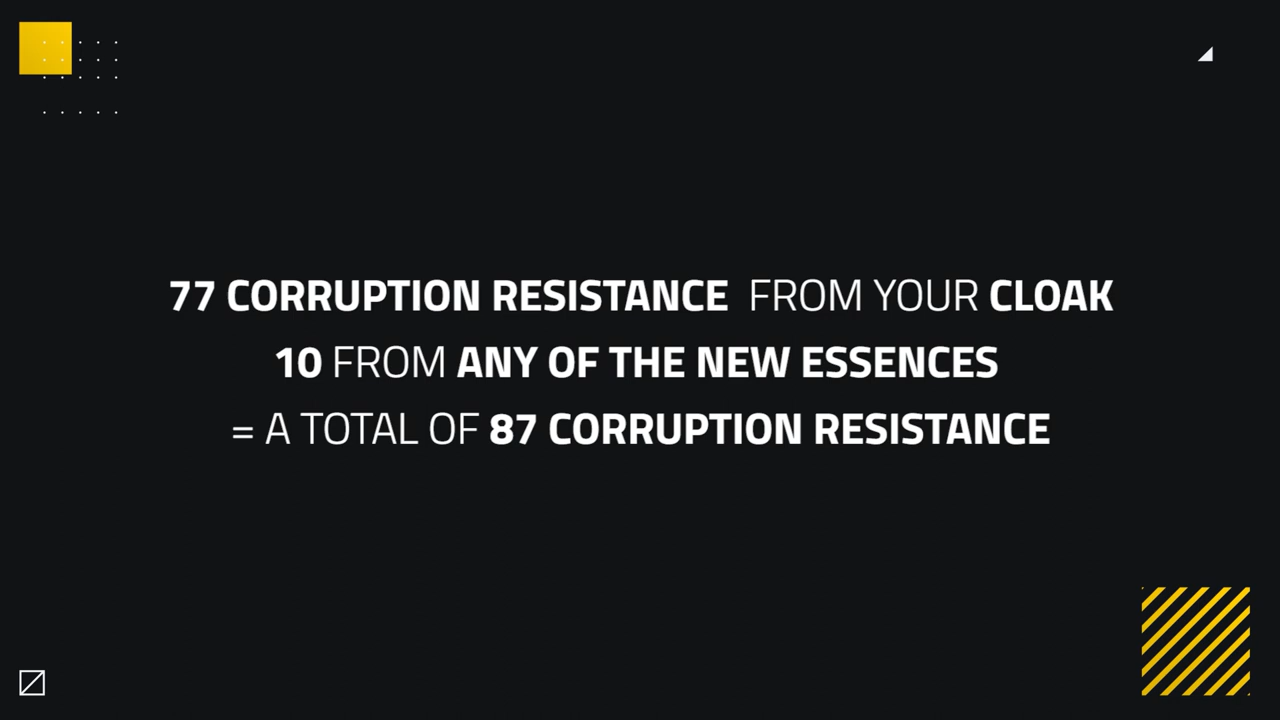 77 CORRUPTION RESISTANCE FROM YOUR CLOAK
10 FROM ANY OF THE NEW ESSENCES
= A TOTAL OF 87 CORRUPTION RESISTANCE